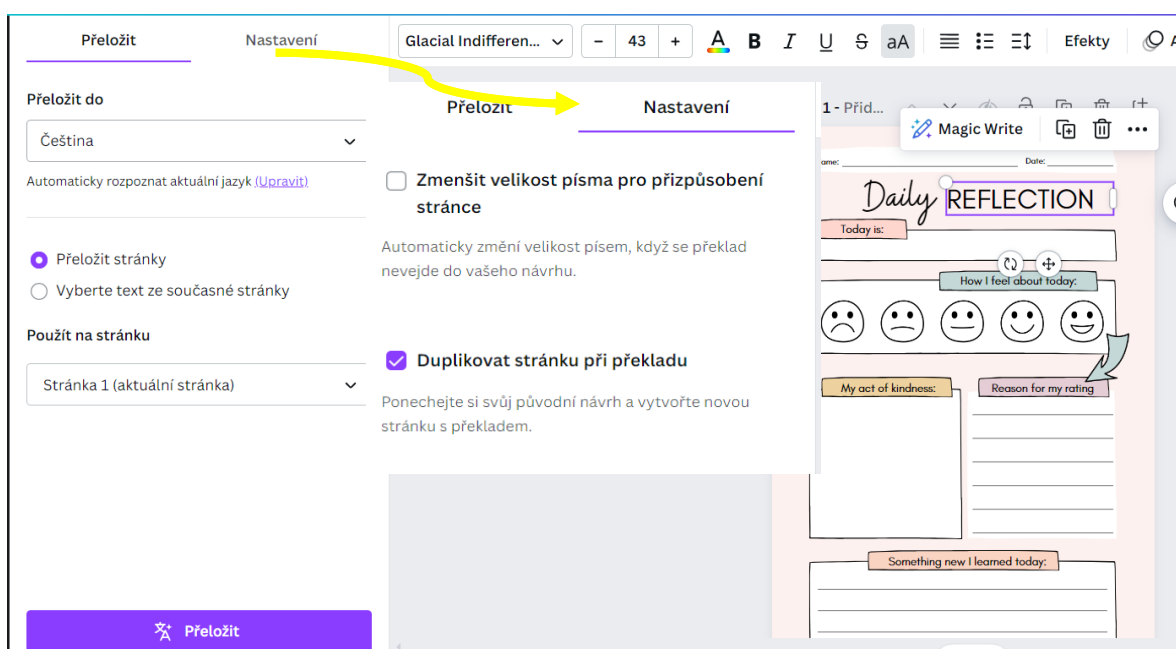 Přeložit
Nastavení
Přeložit do
Čeština
Automaticky rozpoznat aktuální jazyk (Upravit)
Přeložit stránky
Vyberte text ze současné stránky
Použít na stránku
Stránka 1 (aktuální stránka)
Přeložit
Glacial Indifferen...
- 43 +
A B I U S aA
Efekty
A
Přeložit
Nastavení
Zmenšit velikost písma pro přizpůsobení
stránce
Automaticky změní velikost písem, když se překlad
nevejde do vašeho návrhu.
Duplikovat stránku při překladu
Ponechejte si svůj původní návrh a vytvořte novou
stránku s překladem.
1 - Přid...
Magic Write
ame:
Date:
Daily REFLECTION
Today is:
How I feel about today:
My act of kindness:
Reason for my rating
Something new I learned today: